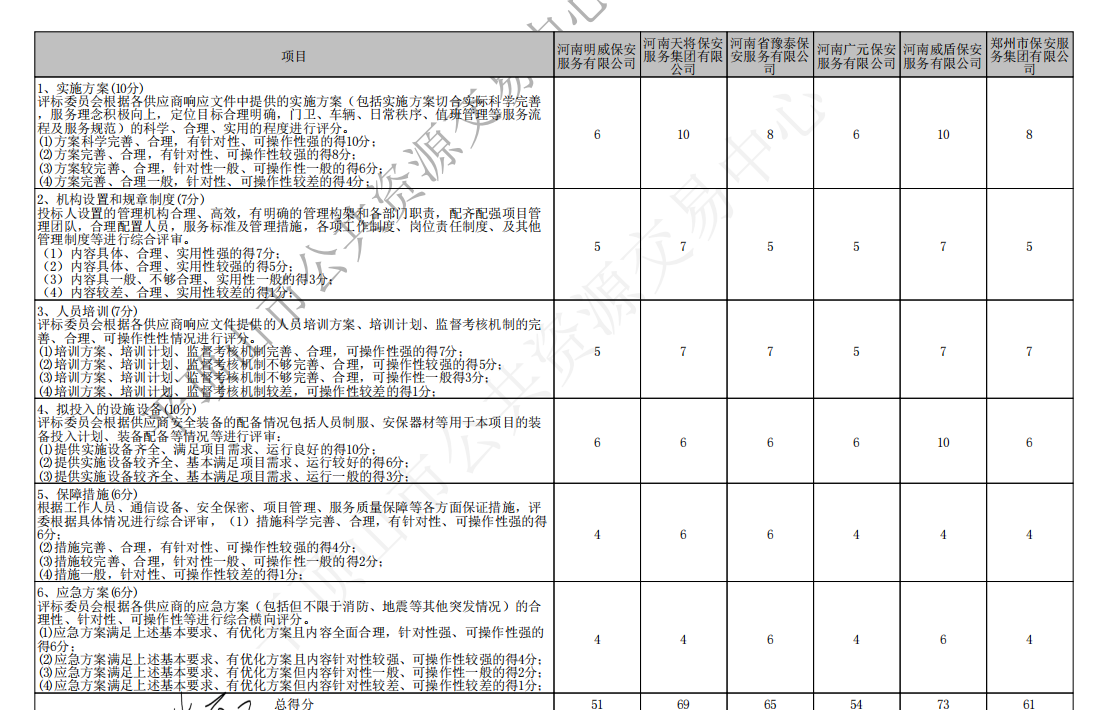 项目
河南明威保安
服务有限公司
河南天将保安
服务集团有限
公司
河南省豫泰保
安服务有限公
司
河南广元保安
服务有限公司
河南威盾保安
服务有限公司
郑州市保安服
务集团有限公
司
1、实施方案(10分)
评标委员会根据各供应商响应文件中提供的实施方案（包括实施方案切合实际科学完善
，服务理念积极向上，定位目标合理明确，门卫、车辆、日常秩序、值班管理等服务流
程及服务规范）的科学、合理、实用的程度进行评分。
(1)方案科学完善、合理，有针对性、可操作性强的得10分；
(2)方案完善、合理，有针对性、可操作性较强的得8分；
(3)方案较完善、合理，针对性一般、可操作性一般的得6分；
(4)方案完善、合理一般，针对性、可操作性较差的得4分；
6 10 8 6 10 8
2、机构设置和规章制度(7分)
投标人设置的管理机构合理、高效，有明确的管理构架和各部门职责，配齐配强项目管
理团队，合理配置人员，服务标准及管理措施，各项工作制度、岗位责任制度、及其他
管理制度等进行综合评审。
（1） 内容具体、合理、实用性强的得7分；
（2） 内容具体、合理、实用性较强的得5分；
（3） 内容具一般、不够合理、实用性一般的得3分；
（4） 内容较差、合理、实用性较差的得1分；
5 7 5 5 7 5
3、人员培训(7分)
评标委员会根据各供应商响应文件提供的人员培训方案、培训计划、监督考核机制的完
善、合理、可操作性性情况进行评分。
(1)培训方案、培训计划、监督考核机制完善、合理，可操作性强的得7分；
(2)培训方案、培训计划、监督考核机制不够完善、合理，可操作性较强的得5分；
(3)培训方案、培训计划、监督考核机制不够完善、合理，可操作性一般得3分；
(4)培训方案、培训计划、监督考核机制较差，可操作性较差的得1分；
5 7 7 5 7 7
4、拟投入的设施设备(10分)
评标委员会根据供应商安全装备的配备情况包括人员制服、安保器材等用于本项目的装
备投入计划、装备配备等情况等进行评审：
(1)提供实施设备齐全、满足项目需求、运行良好的得10分；
(2)提供实施设备较齐全、基本满足项目需求、运行较好的得6分；
(3)提供实施设备较齐全、基本满足项目需求、运行一般的得3分；
6 6 6 6 10 6
5、保障措施(6分)
根据工作人员、通信设备、安全保密、项目管理、服务质量保障等各方面保证措施，评
委根据具体情况进行综合评审，（1）措施科学完善、合理，有针对性、可操作性强的得
6分；
(2)措施完善、合理，有针对性、可操作性较强的得4分；
(3)措施较完善、合理，针对性一般、可操作性一般的得2分；
(4)措施一般，针对性、可操作性较差的得1分；
4 6 6 4 4 4
6、应急方案(6分)
评标委员会根据各供应商的应急方案（包括但不限于消防、地震等其他突发情况）的合
理性、针对性、可操作性等进行综合横向评分。
(1)应急方案满足上述基本要求、有优化方案且内容全面合理，针对性强、可操作性强的
得6分；
(2)应急方案满足上述基本要求、有优化方案且内容针对性较强、可操作性较强的得4分；
(3)应急方案满足上述基本要求、有优化方案但内容针对性一般、可操作性一般的得2分；
(4)应急方案满足上述基本要求、有优化方案但内容针对性较差、可操作性较差的得1分；
4 4 6 4 6 4
总得分 51 69 65 54 73 61
平顶山市公共资源交易中心
平顶山市公共资源交易中心